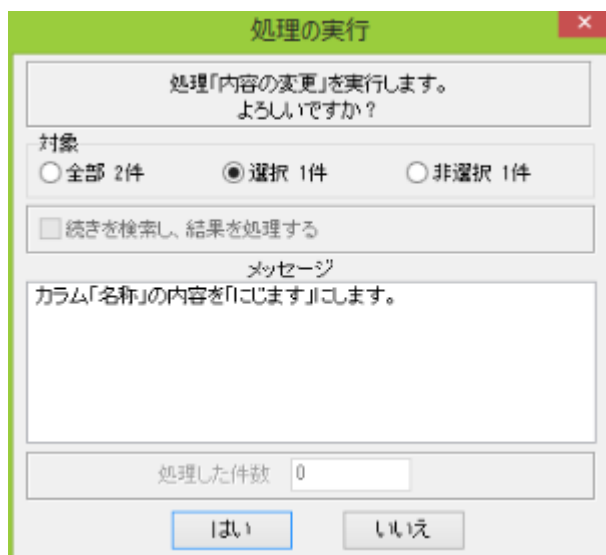 処理の実行
処理「内容の変更」を実行します。
よろしいですか?
対象
全部 2件 選択 1件 非選択 1件
続きを検索し、結果を処理する
メッセージ
カラム「名称」の内容を「にじます」にします。
処理した件数 0
はい いいえ